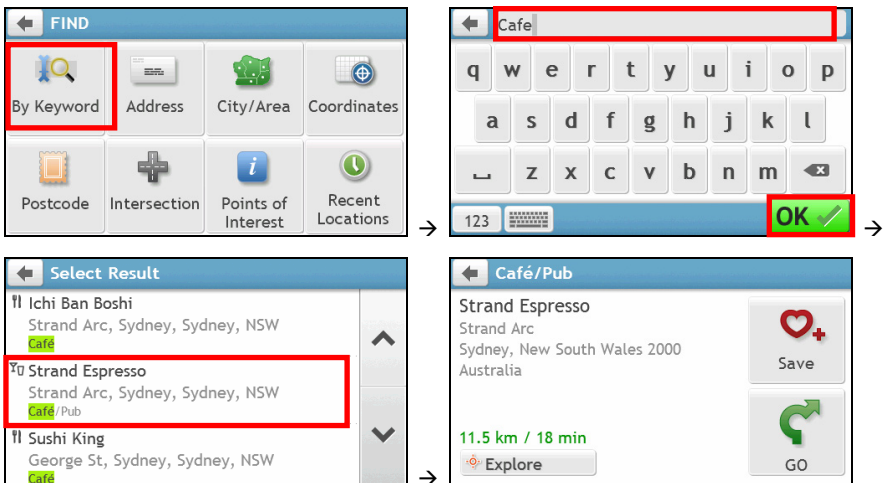 FIND
By Keyword
Address
City/Area
Coordinates
Postcode
Intersection
Points of
Interest
Recent
Locations
→
Cafe
q w e r t y u i o p
a s d f g h j k l
z x c v b n m
123
OK
→
Select Result
Ichi Ban Boshi
Strand Arc, Sydney, Sydney, NSW
Café
Strand Espresso
Strand Arc, Sydney, Sydney, NSW
Café/Pub
Sushi King
George St, Sydney, Sydney, NSW
Café
→
Café/Pub
Strand Espresso
Strand Arc
Sydney, New South Wales 2000
Australia
11.5 km / 18 min
Explore
Save
GO